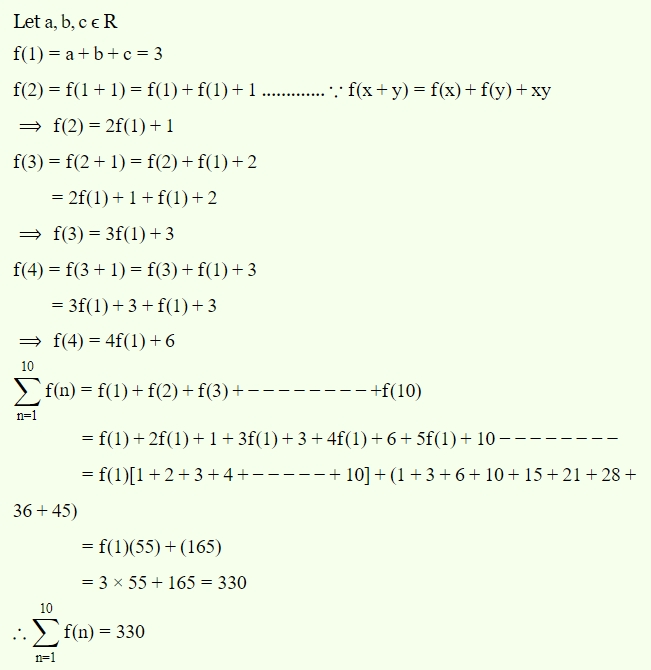 Let a, b, c ϵ R
f(1) = a + b + c = 3
f(2) = f(1 + 1) = f(1) + f(1) + 1 ............. ∵ f(x + y) = f(x) + f(y) + xy
⟹ f(2) = 2f(1) + 1
f(3) = f(2 + 1) = f(2) + f(1) + 2
= 2f(1) + 1 + f(1) + 2
⟹ f(3) = 3f(1) + 3
f(4) = f(3 + 1) = f(3) + f(1) + 3
= 3f(1) + 3 + f(1) + 3
⟹ f(4) = 4f(1) + 6
10
∑ f(n) = f(1) + f(2) + f(3) + − − − − − − − − +f(10)
n=1
= f(1) + 2f(1) + 1 + 3f(1) + 3 + 4f(1) + 6 + 5f(1) + 10 − − − − − − − −
= f(1)[1 + 2 + 3 + 4 + − − − − − + 10] + (1 + 3 + 6 + 10 + 15 + 21 + 28 +
36 + 45)
= f(1)(55) + (165)
= 3 × 55 + 165 = 330
10
∴ ∑ f(n) = 330
n=1